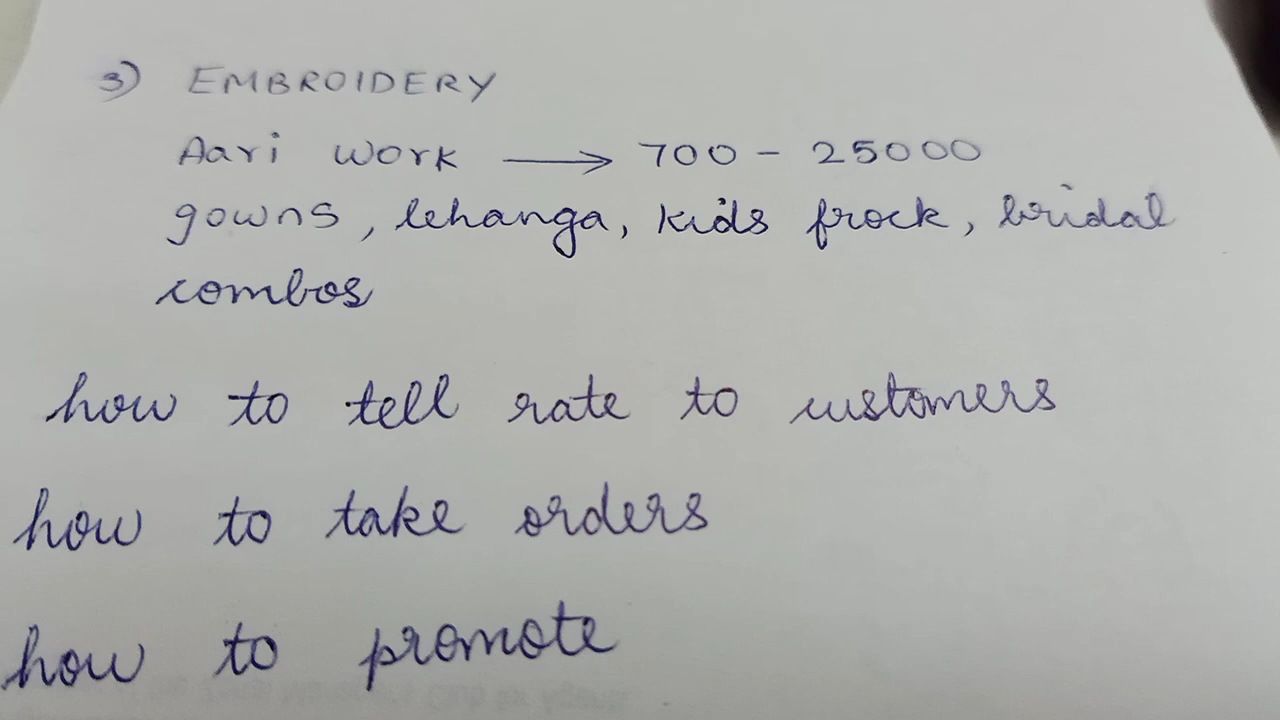 3) EMBROIDERY
Aari work → 700 - 25000
gowns, lehanga, kids frock, bridal
combos
how to tell rate to customers
how to take orders
how to promote